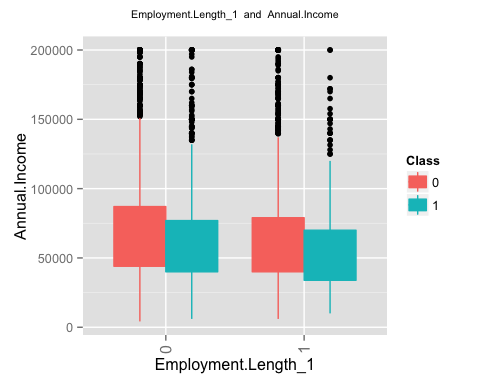 Employment.Length_1 and Annual.Income
200000
150000
100000
50000
0
Annual.Income
0
1
Employment.Length_1
Class
0
1